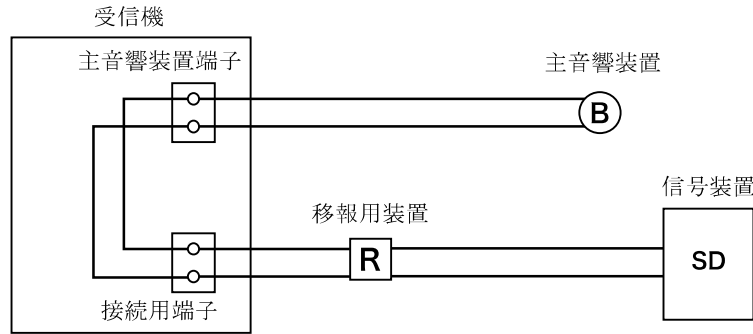 受信機
主音響装置端子
主音響装置
B
信号装置
移報用装置
R
SD
接続用端子